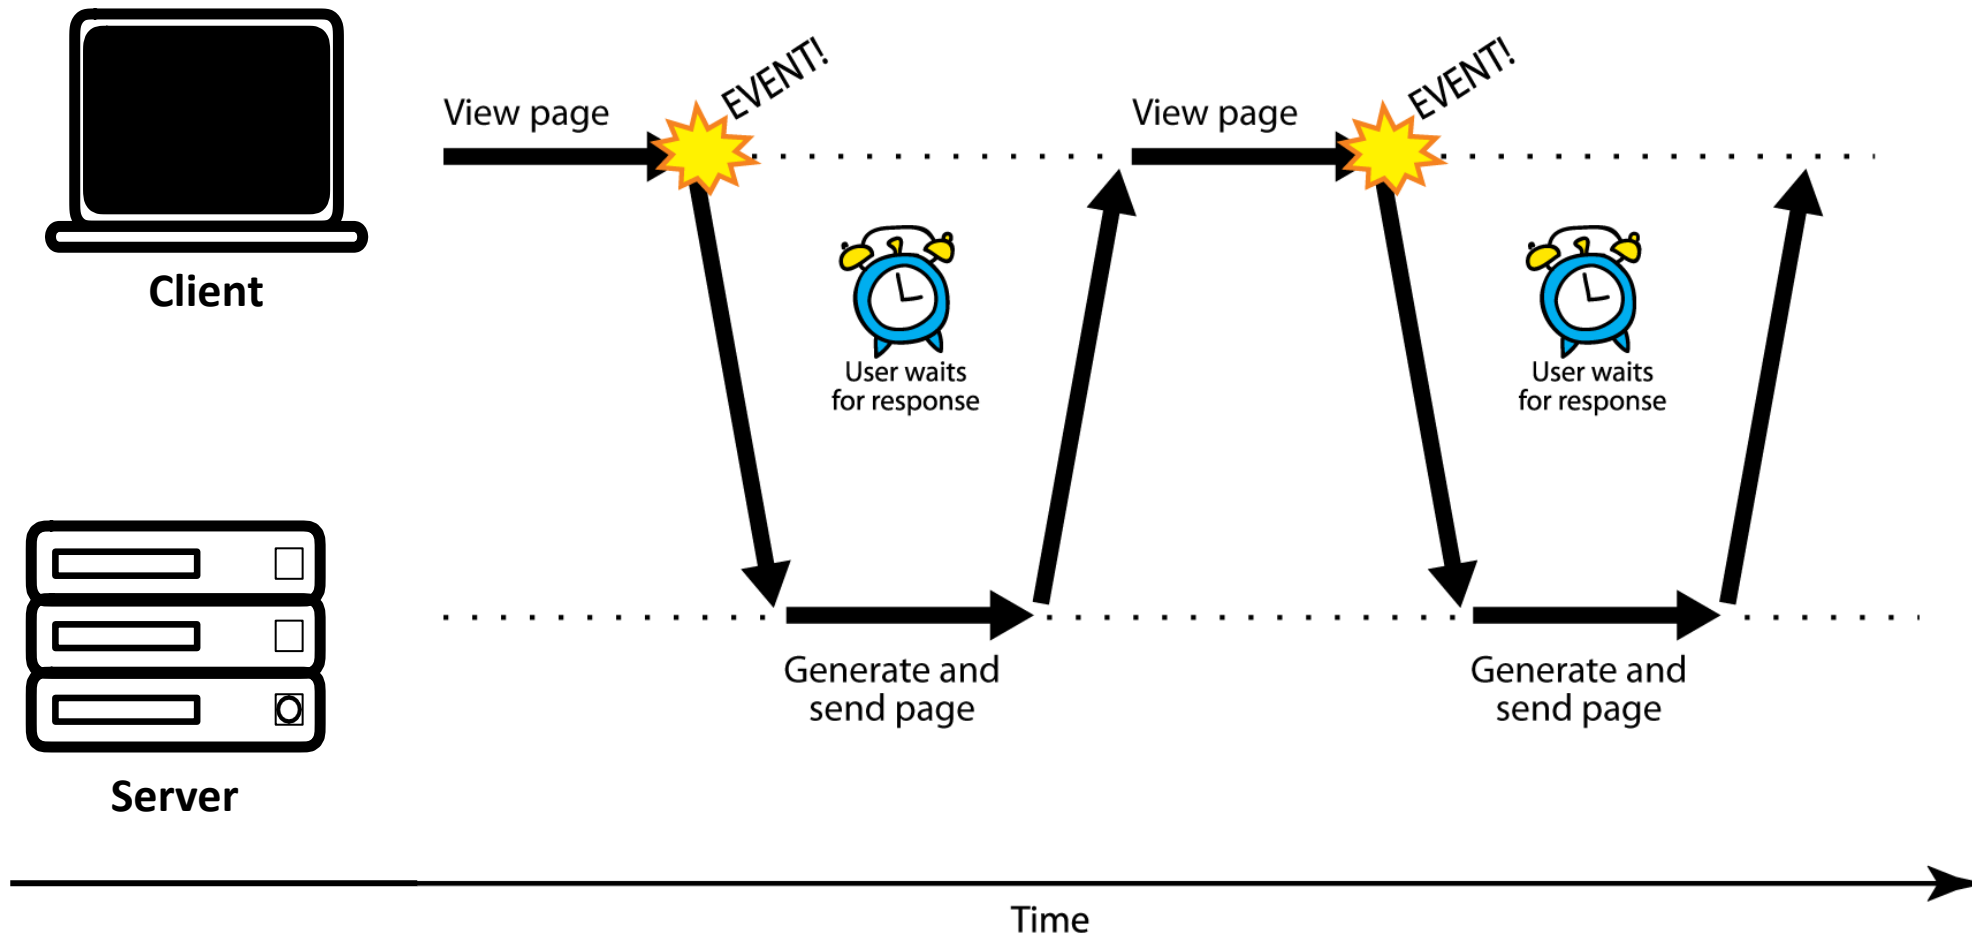 EVENT!
EVENT!
View page
View page
Client
User waits
for response
User waits
for response
Generate and
send page
Generate and
send page
Server
Time